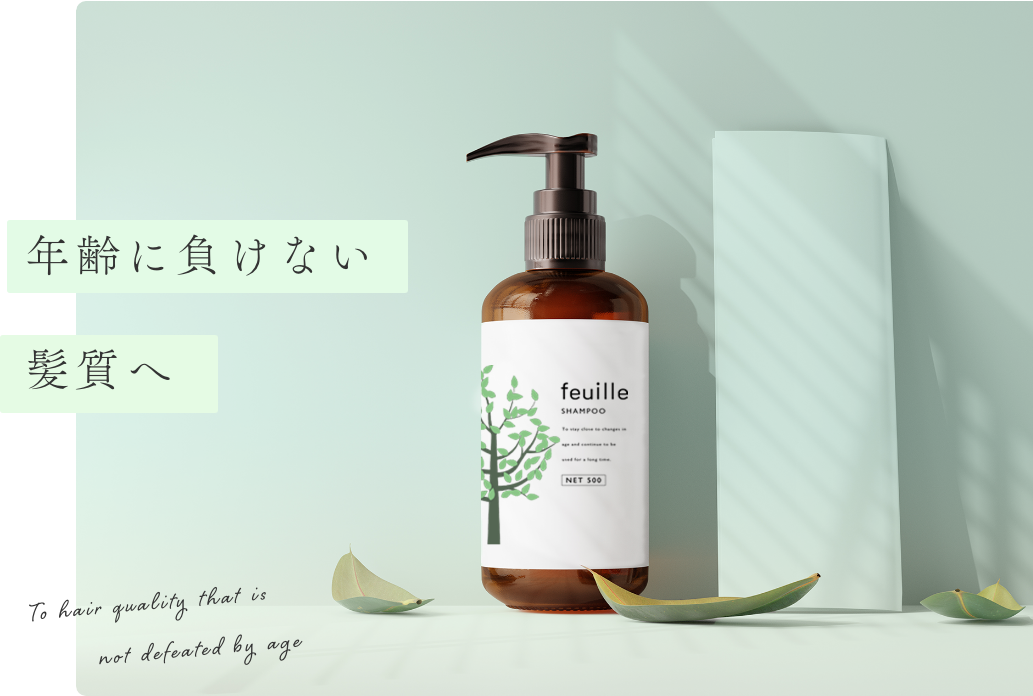 年齢に負けない
髪質へ
feuille
SHAMPOO
To stay close to changes in
age and continue to be
used for a long time.
NET 500
To hair quality that is
not defeated by age